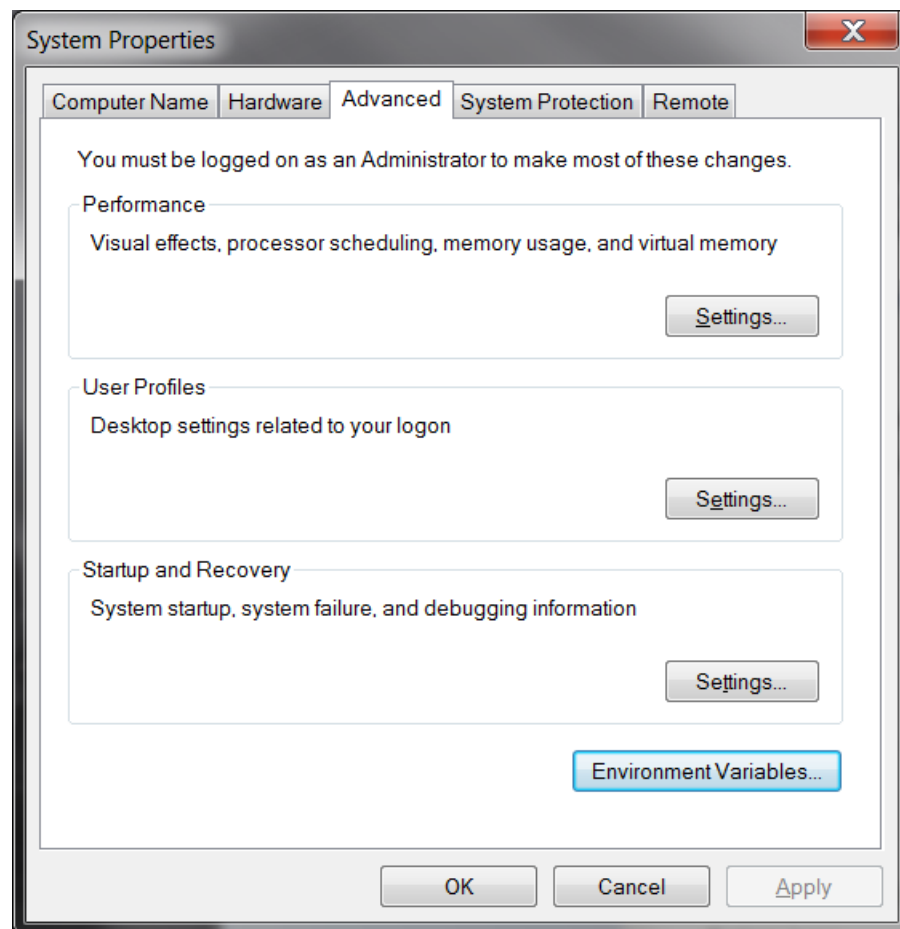 System Properties
X
Computer Name Hardware Advanced System Protection Remote
You must be logged on as an Administrator to make most of these changes.
Performance
Visual effects, processor scheduling, memory usage, and virtual memory
Settings...
User Profiles
Desktop settings related to your logon
Settings...
Startup and Recovery
System startup, system failure, and debugging information
Settings...
Environment Variables...
OK Cancel Apply